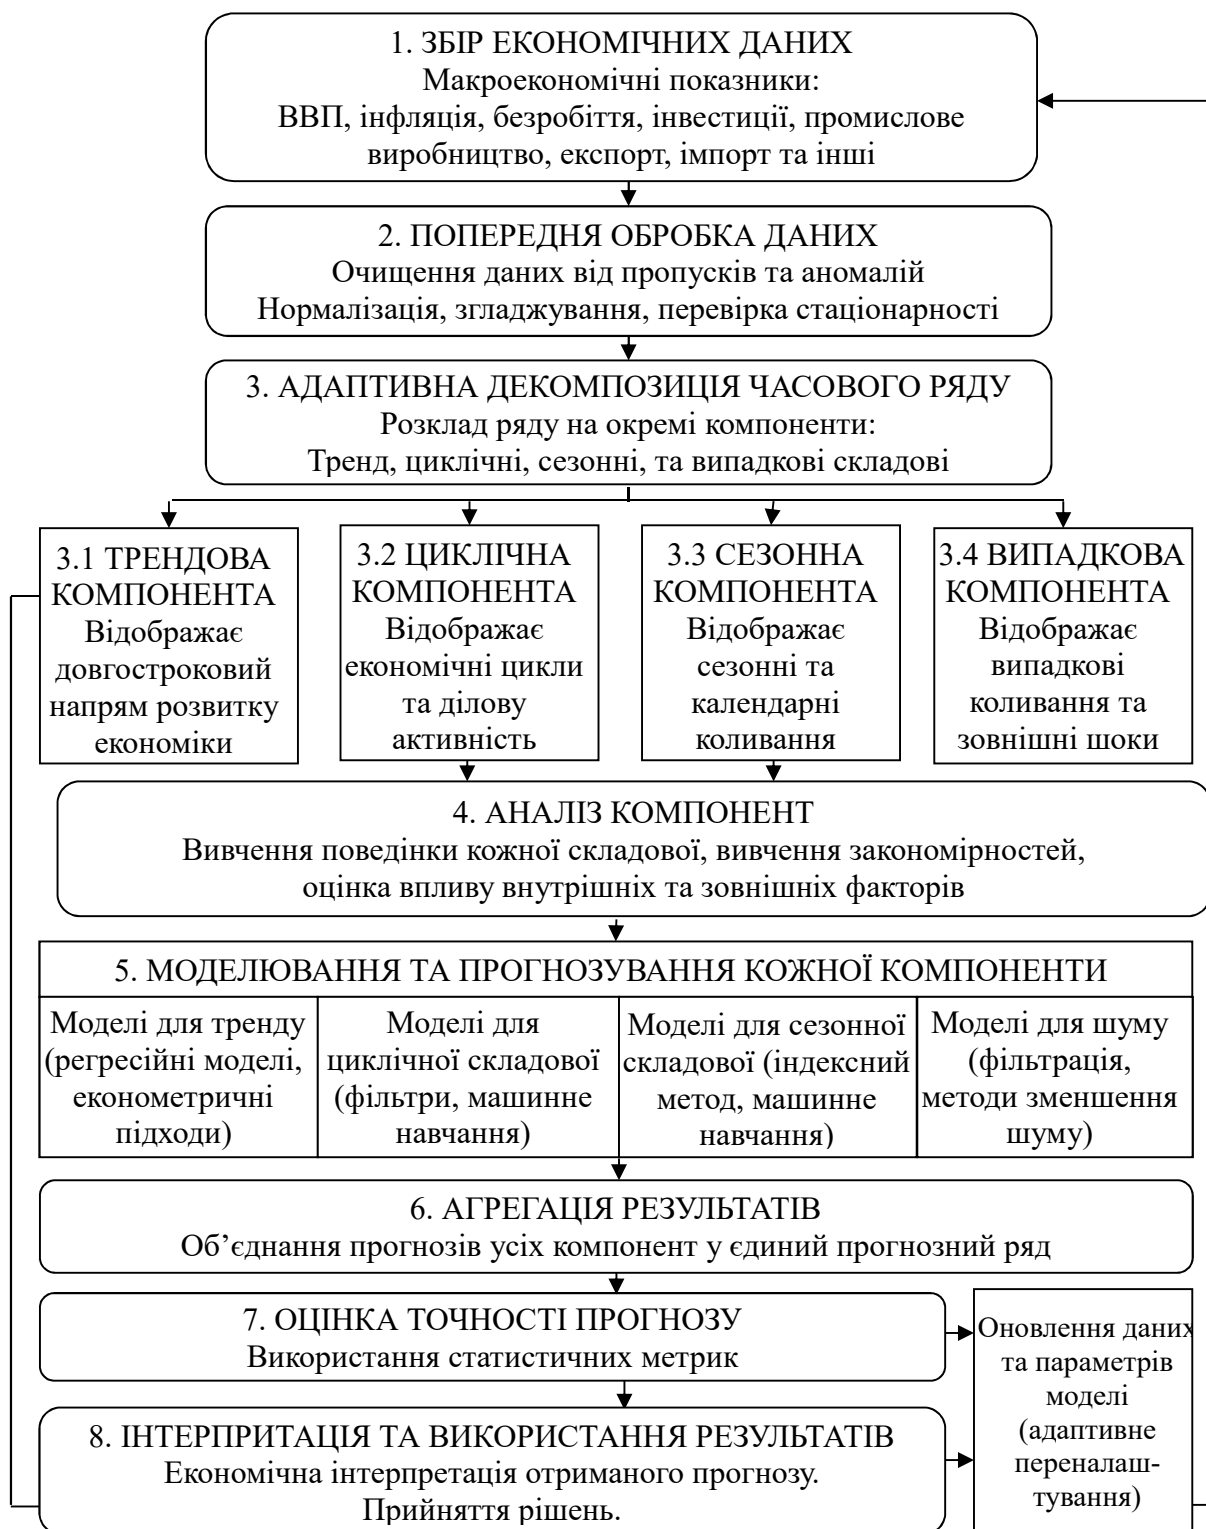 1. ЗБІР ЕКОНОМІЧНИХ ДАНИХ
Макроекономічні показники:
ВВП, інфляція, безробіття, інвестиції, промислове
виробництво, експорт, імпорт та інші
2. ПОПЕРЕДНЯ ОБРОБКА ДАНИХ
Очищення даних від пропусків та аномалій
Нормалізація, згладжування, перевірка стаціонарності
3. АДАПТИВНА ДЕКОМПОЗИЦІЯ ЧАСОВОГО РЯДУ
Розклад ряду на окремі компоненти:
Тренд, циклічні, сезонні, та випадкові складові
3.1 ТРЕНДОВА
КОМПОНЕНТА
Відображає
довгостроковий
напрям розвитку
економіки
3.2 ЦИКЛІЧНА
КОМПОНЕНТА
Відображає
економічні цикли
та ділову
активність
3.3 СЕЗОННА
КОМПОНЕНТА
Відображає
сезонні та
календарні
коливання
3.4 ВИПАДКОВА
КОМПОНЕНТА
Відображає
випадкові
коливання та
зовнішні шоки
4. АНАЛІЗ КОМПОНЕНТ
Вивчення поведінки кожної складової, вивчення закономірностей,
оцінка впливу внутрішніх та зовнішніх факторів
5. МОДЕЛЮВАННЯ ТА ПРОГНОЗУВАННЯ КОЖНОЇ КОМПОНЕНТИ
Моделі для тренду
(регресійні моделі,
економетричні
підходи)
Моделі для
циклічної складової
(фільтри, машинне
навчання)
Моделі для сезонної
складової (індексний
метод, машинне
навчання)
Моделі для шуму
(фільтрація,
методи зменшення
шуму)
6. АГРЕГАЦІЯ РЕЗУЛЬТАТІВ
Об’єднання прогнозів усіх компонент у єдиний прогнозний ряд
7. ОЦІНКА ТОЧНОСТІ ПРОГНОЗУ
Використання статистичних метрик
8. ІНТЕРПРИТАЦІЯ ТА ВИКОРИСТАННЯ РЕЗУЛЬТАТІВ
Економічна інтерпретація отриманого прогнозу.
Прийняття рішень.
Оновлення даних
та параметрів
моделі
(адаптивне
переналаш-
тування)